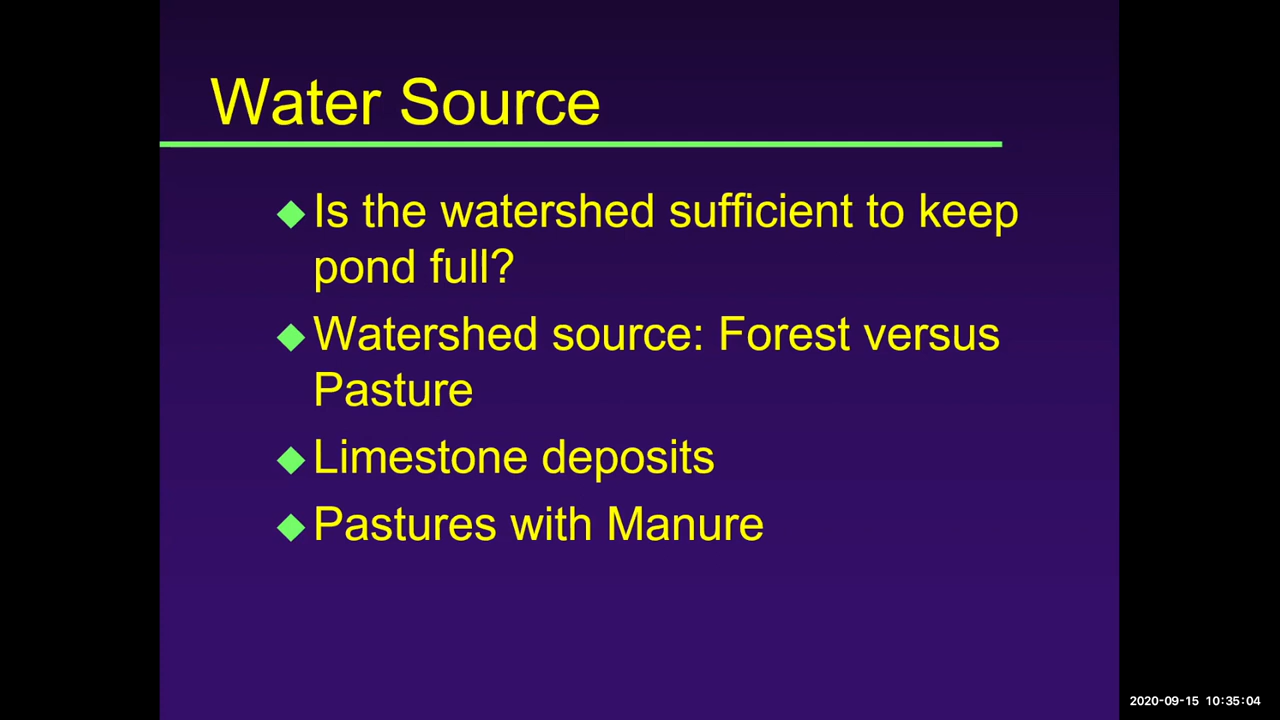 Water Source
Is the watershed sufficient to keep
pond full?
Watershed source: Forest versus
Pasture
Limestone deposits
Pastures with Manure
2020-09-15 10:35:04